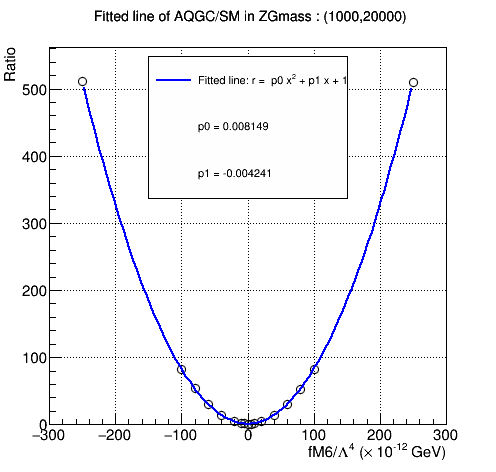 Fitted line of AQGC/SM in ZGmass : (1000,20000)
Ratio
Fitted line: r = p0 x² + p1 x + 1
p0 = 0.008149
p1 = -0.004241
500
400
300
200
100
0
−300 −200 −100 0 100 200 300
fM6/Λ⁴ (× 10⁻¹² GeV)